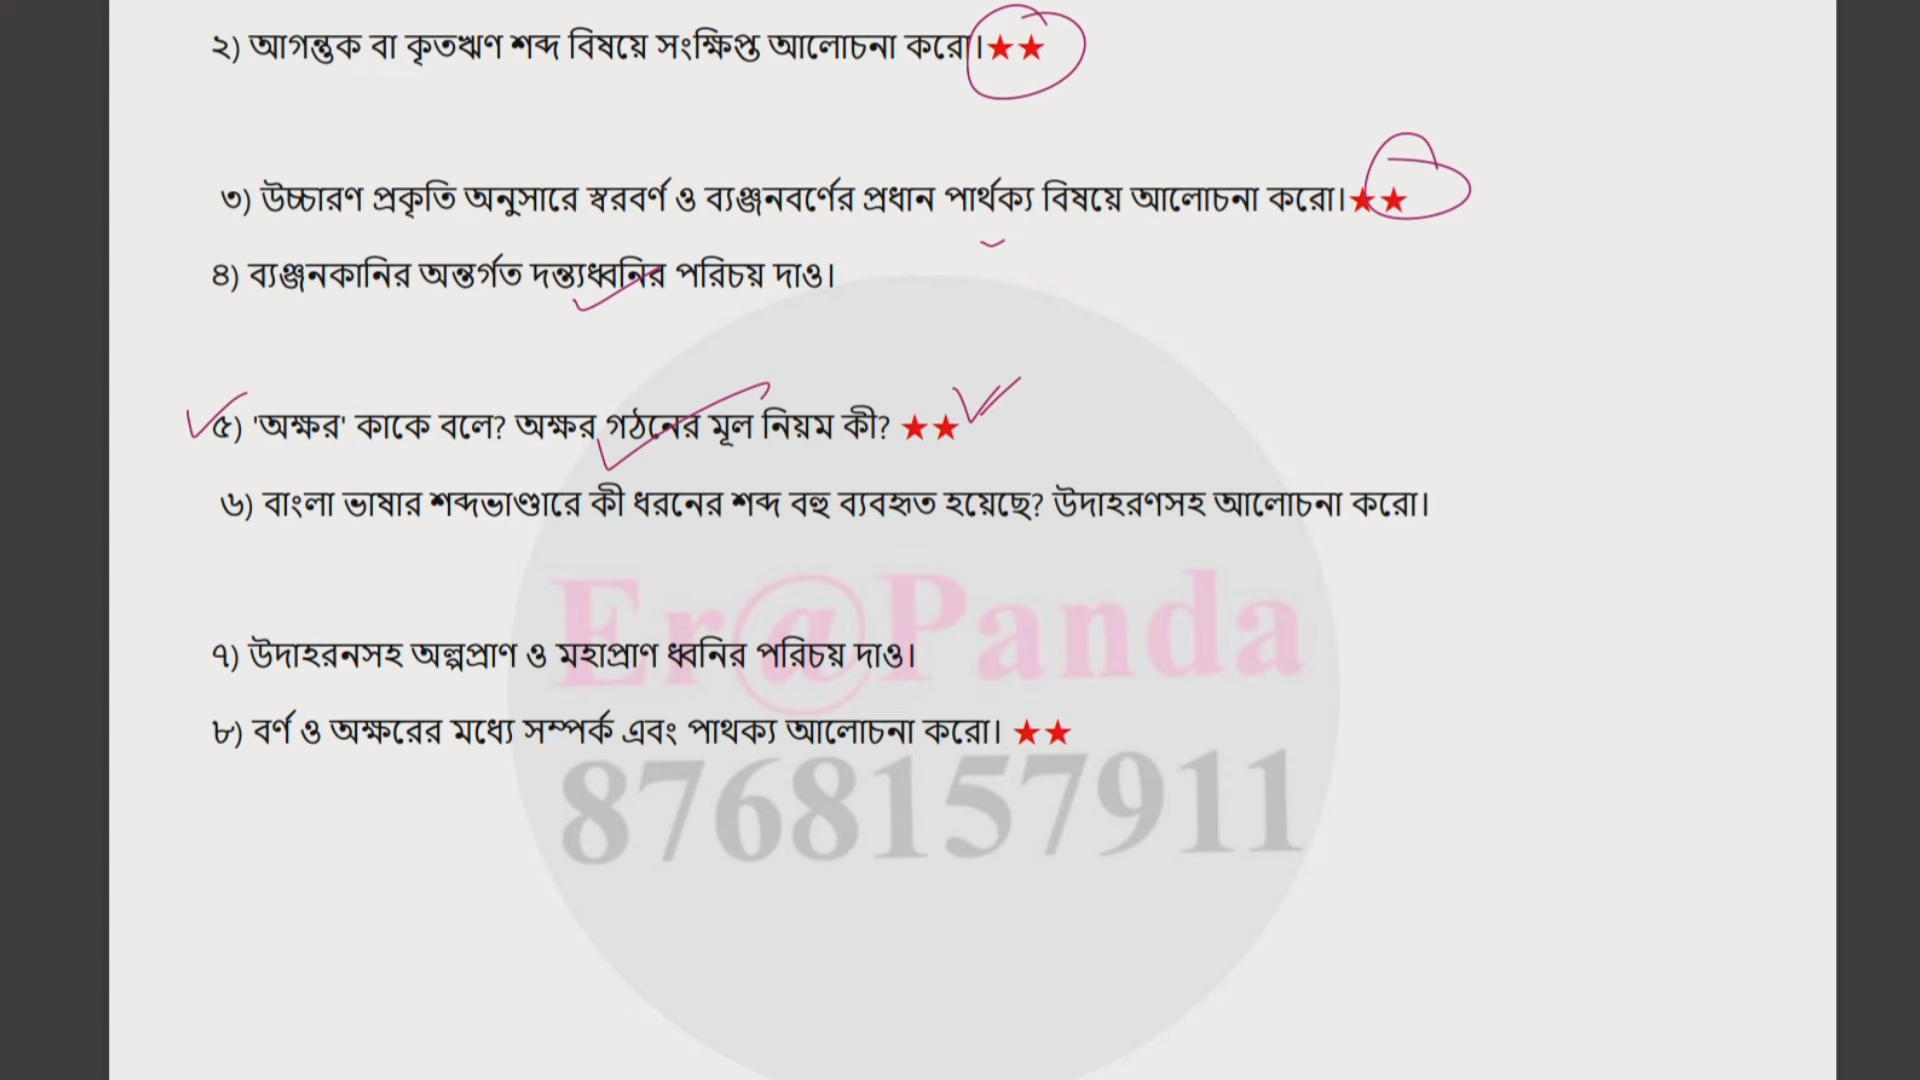 ২) আগন্তুক বা কৃতঋণ শব্দ বিষয়ে সংক্ষিপ্ত আলোচনা করো।★★
৩) উচ্চারণ প্রকৃতি অনুসারে স্বরবর্ণ ও ব্যঞ্জনবর্ণের প্রধান পার্থক্য বিষয়ে আলোচনা করো।★★
৪) ব্যঞ্জনকানির অন্তর্গত দন্ত্যধ্বনির পরিচয় দাও।
৫) 'অক্ষর' কাকে বলে? অক্ষর গঠনের মূল নিয়ম কী? ★★
৬) বাংলা ভাষার শব্দভাণ্ডারে কী ধরনের শব্দ বহু ব্যবহৃত হয়েছে? উদাহরণসহ আলোচনা করো।
Er@Panda
৭) উদাহরনসহ অল্পপ্রাণ ও মহাপ্রাণ ধ্বনির পরিচয় দাও।
৮) বর্ণ ও অক্ষরের মধ্যে সম্পর্ক এবং পাথক্য আলোচনা করো। ★★
8768157911